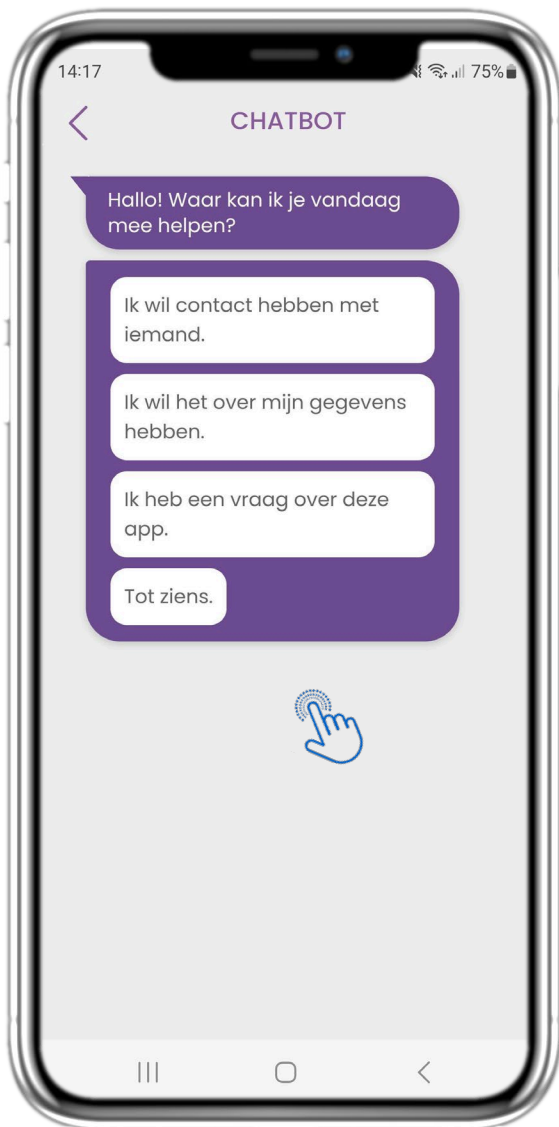 14:17
75%
CHATBOT
Hallo! Waar kan ik je vandaag
mee helpen?
Ik wil contact hebben met
iemand.
Ik wil het over mijn gegevens
hebben.
Ik heb een vraag over deze
app.
Tot ziens.